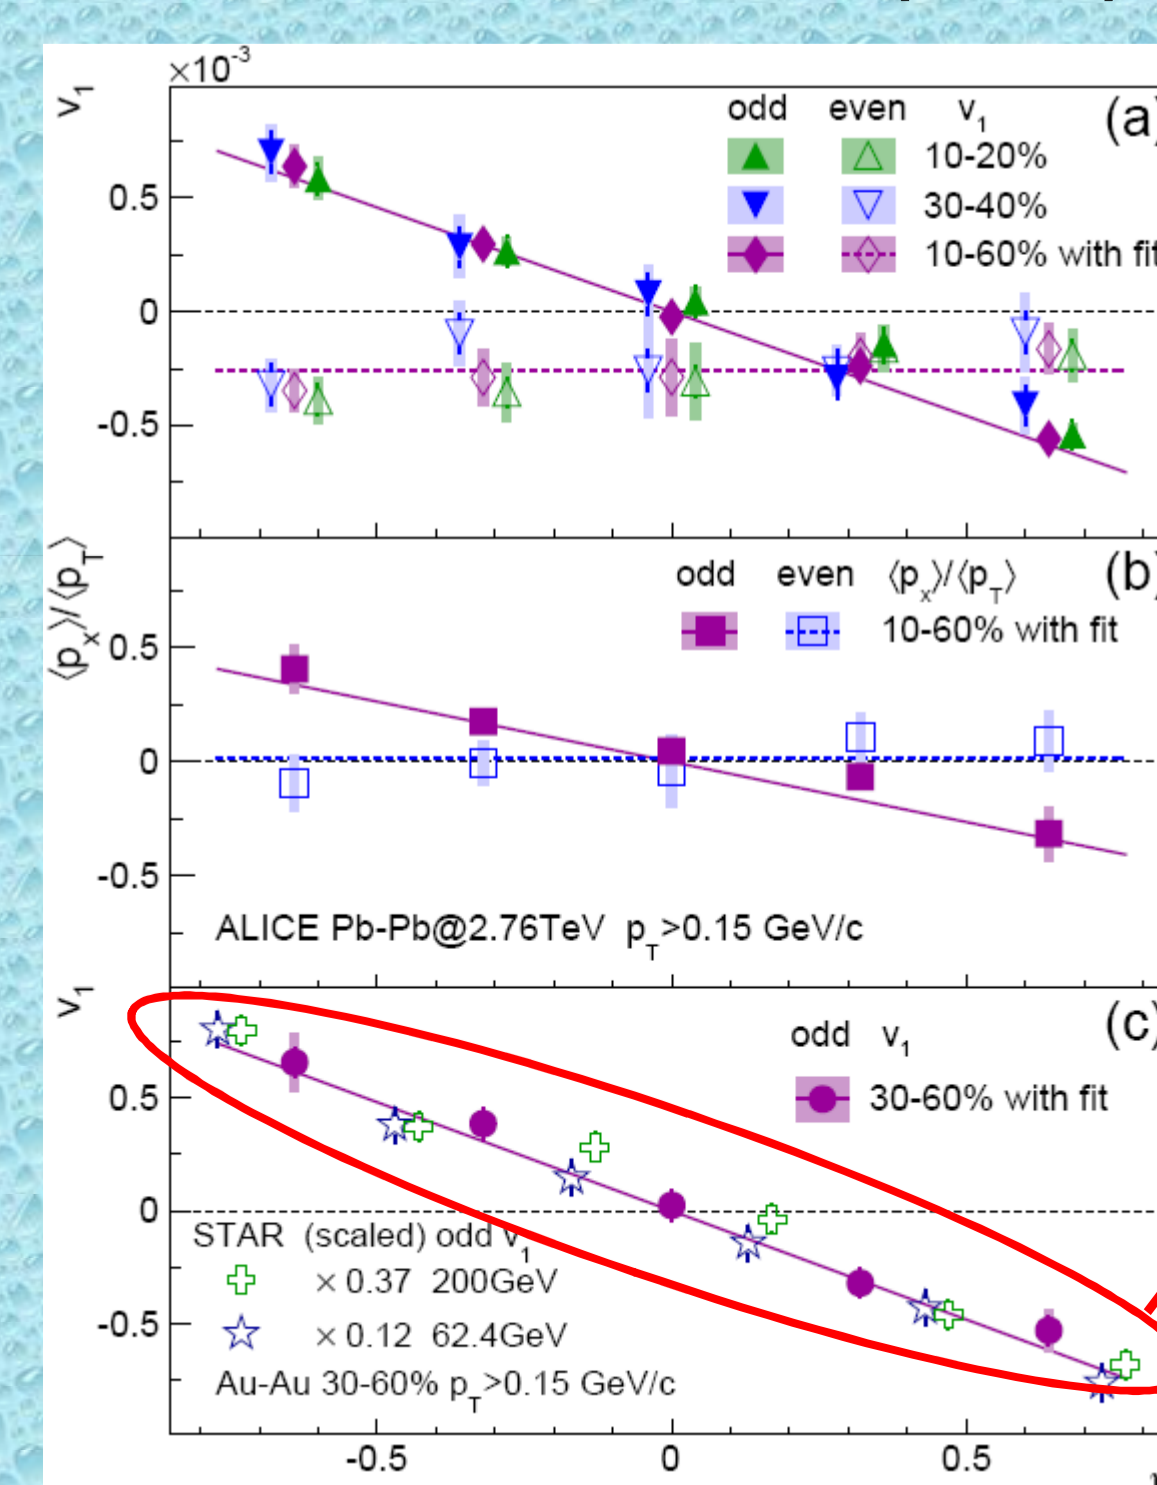 ×10⁻³
v₁
odd even v₁
(a)
10-20%
30-40%
10-60% with fit
0.5
0
-0.5
⟨pₓ⟩/⟨p_T⟩
odd even ⟨pₓ⟩/⟨p_T⟩
(b)
10-60% with fit
0.5
0
-0.5
ALICE Pb-Pb@2.76TeV p_T>0.15 GeV/c
v₁
odd v₁
(c)
30-60% with fit
0.5
0
STAR (scaled) odd v₁
× 0.37 200GeV
× 0.12 62.4GeV
-0.5
Au-Au 30-60% p_T>0.15 GeV/c
-0.5 0 0.5